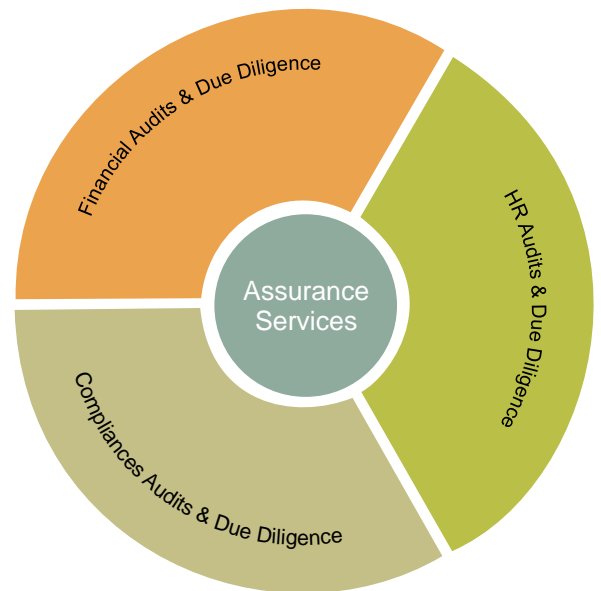 Financial Audits & Due Diligence
HR Audits & Due Diligence
Assurance
Services
Compliances Audits & Due Diligence